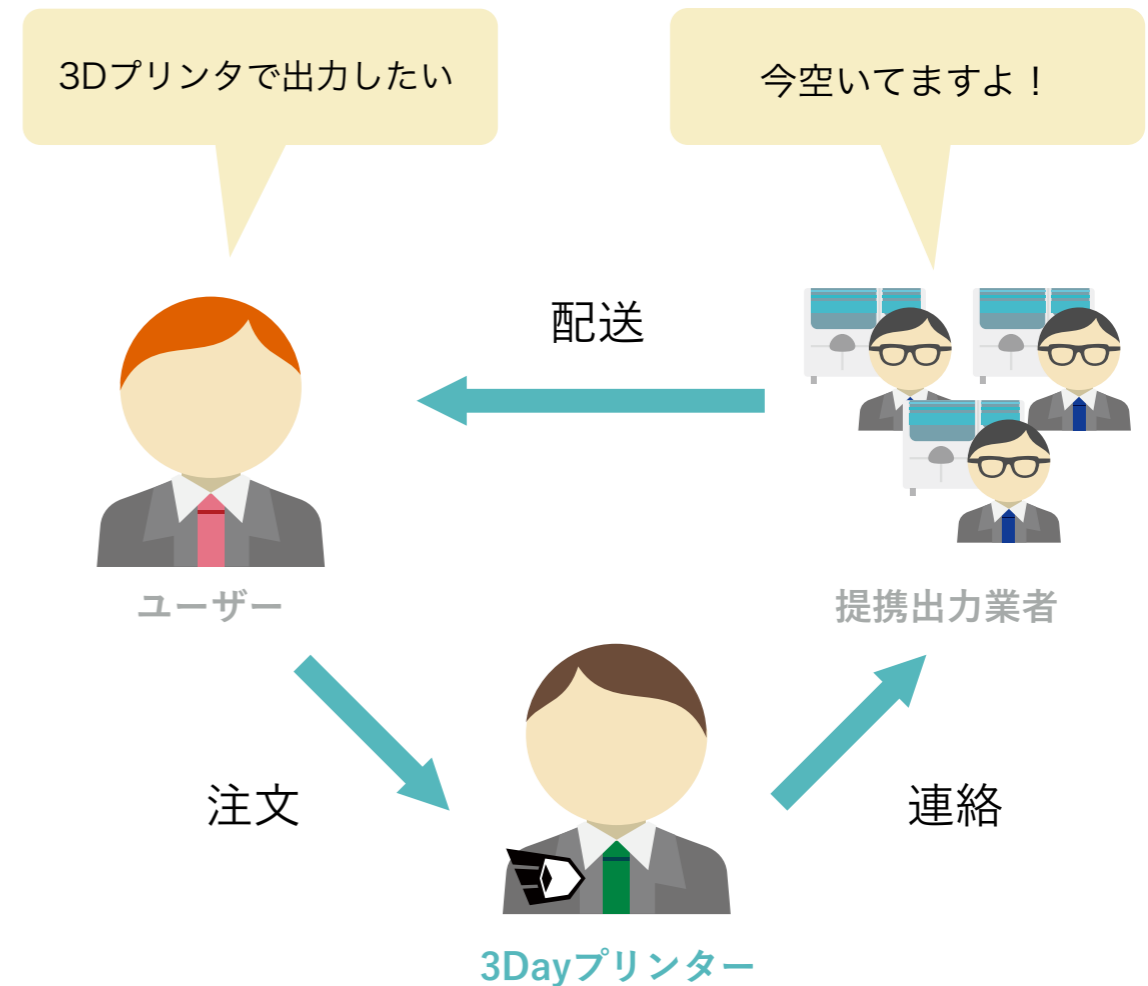 3Dプリンタで出力したい
今空いてますよ！
配送
ユーザー
提携出力業者
注文
連絡
3Dayプリンター